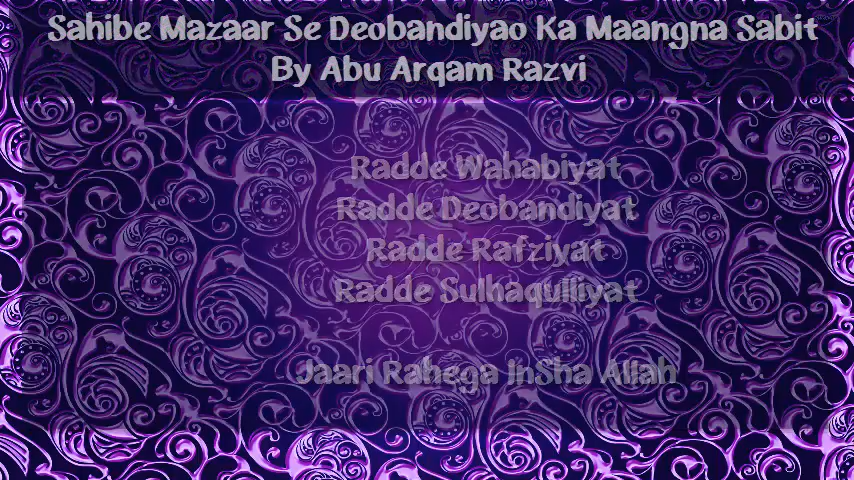 Sahibe Mazaar Se Deobandiyao Ka Maangna Sabit
By Abu Arqam Razvi
Radde Wahabiyat
Radde Deobandiyat
Radde Rafziyat
Radde Sulhaqulliyat
Jaari Rahega InSha Allah